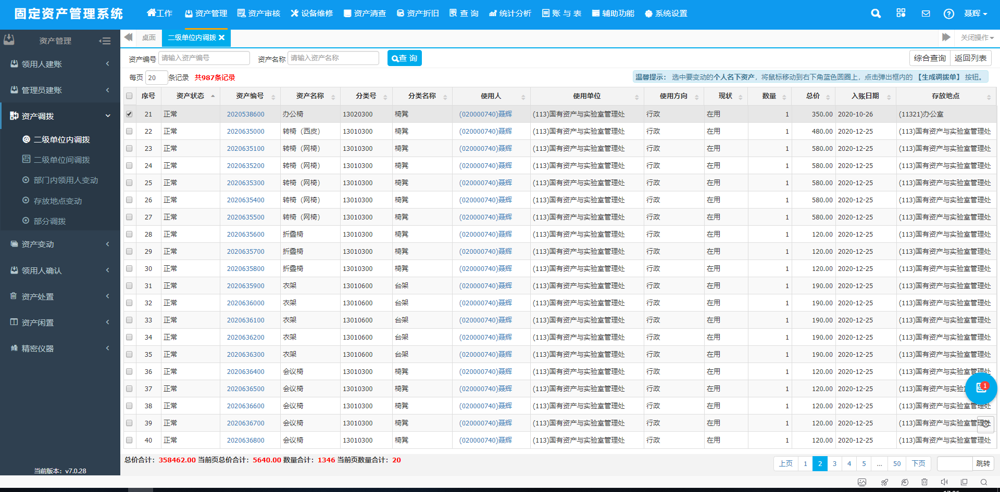 固定资产管理系统 工作 资产管理 资产审核 设备维修 资产清查 资产折旧 查 询 统计分析 账 与 表 辅助功能 系统设置 聂辉
资产管理
领用人建账
管理员建账
资产调拨
二级单位内调拨
二级单位间调拨
部门内领用人变动
存放地点变动
部分调拨
资产变动
领用人确认
资产处置
资产闲置
精密仪器
当前版本：v7.0.28
桌面 二级单位内调拨 关闭操作
资产编号 请输入资产编号 资产名称 请输入资产名称 查 询 综合查询 返回列表
每页 20 条记录 共987条记录 温馨提示： 选中要变动的个人名下资产，将鼠标移动到右下角蓝色圆圈上，点击弹出框内的 【生成调拨单】 按钮。
序号 资产状态 资产编号 资产名称 分类号 分类名称 使用人 使用单位 使用方向 现状 数量 总价 入账日期 存放地点
21 正常 2020538600 办公椅 13020300 椅凳 (020000740)聂辉 (113)国有资产与实验室管理处 行政 在用 1 350.00 2020-10-26 (11321)办公室
22 正常 2020635000 转椅（西皮） 13010300 椅凳 (020000740)聂辉 (113)国有资产与实验室管理处 行政 在用 1 480.00 2020-12-25 (113)国有资产与实验室管理处
23 正常 2020635100 转椅（网椅） 13010300 椅凳 (020000740)聂辉 (113)国有资产与实验室管理处 行政 在用 1 580.00 2020-12-25 (113)国有资产与实验室管理处
24 正常 2020635200 转椅（网椅） 13010300 椅凳 (020000740)聂辉 (113)国有资产与实验室管理处 行政 在用 1 580.00 2020-12-25 (113)国有资产与实验室管理处
25 正常 2020635300 转椅（网椅） 13010300 椅凳 (020000740)聂辉 (113)国有资产与实验室管理处 行政 在用 1 580.00 2020-12-25 (113)国有资产与实验室管理处
26 正常 2020635400 转椅（网椅） 13010300 椅凳 (020000740)聂辉 (113)国有资产与实验室管理处 行政 在用 1 580.00 2020-12-25 (113)国有资产与实验室管理处
27 正常 2020635500 转椅（网椅） 13010300 椅凳 (020000740)聂辉 (113)国有资产与实验室管理处 行政 在用 1 580.00 2020-12-25 (113)国有资产与实验室管理处
28 正常 2020635600 折叠椅 13010300 椅凳 (020000740)聂辉 (113)国有资产与实验室管理处 行政 在用 1 120.00 2020-12-25 (113)国有资产与实验室管理处
29 正常 2020635700 折叠椅 13010300 椅凳 (020000740)聂辉 (113)国有资产与实验室管理处 行政 在用 1 120.00 2020-12-25 (113)国有资产与实验室管理处
30 正常 2020635800 折叠椅 13010300 椅凳 (020000740)聂辉 (113)国有资产与实验室管理处 行政 在用 1 120.00 2020-12-25 (113)国有资产与实验室管理处
31 正常 2020635900 衣架 13010600 台架 (020000740)聂辉 (113)国有资产与实验室管理处 行政 在用 1 190.00 2020-12-25 (113)国有资产与实验室管理处
32 正常 2020636000 衣架 13010600 台架 (020000740)聂辉 (113)国有资产与实验室管理处 行政 在用 1 190.00 2020-12-25 (113)国有资产与实验室管理处
33 正常 2020636100 衣架 13010600 台架 (020000740)聂辉 (113)国有资产与实验室管理处 行政 在用 1 190.00 2020-12-25 (113)国有资产与实验室管理处
34 正常 2020636200 衣架 13010600 台架 (020000740)聂辉 (113)国有资产与实验室管理处 行政 在用 1 190.00 2020-12-25 (113)国有资产与实验室管理处
35 正常 2020636300 衣架 13010600 台架 (020000740)聂辉 (113)国有资产与实验室管理处 行政 在用 1 190.00 2020-12-25 (113)国有资产与实验室管理处
36 正常 2020636400 会议椅 13010300 椅凳 (020000740)聂辉 (113)国有资产与实验室管理处 行政 在用 1 120.00 2020-12-25 (113)国有资产与实验室管理处
37 正常 2020636500 会议椅 13010300 椅凳 (020000740)聂辉 (113)国有资产与实验室管理处 行政 在用 1 120.00 2020-12-25 (113)国有资产与实验 1
38 正常 2020636600 会议椅 13010300 椅凳 (020000740)聂辉 (113)国有资产与实验室管理处 行政 在用 1 120.00 2020-12-25 (113)国有资产与实验室管理处
39 正常 2020636700 会议椅 13010300 椅凳 (020000740)聂辉 (113)国有资产与实验室管理处 行政 在用 1 120.00 2020-12-25 (113)国有资产与实验室管理处
40 正常 2020636800 会议椅 13010300 椅凳 (020000740)聂辉 (113)国有资产与实验室管理处 行政 在用 1 120.00 2020-12-25 (113)国有资产与实验室管理处
总价合计：358462.00 当前页总价合计：5640.00 数量合计：1346 当前页数量合计：20
上页 1 2 3 4 5 ... 50 下页 跳转